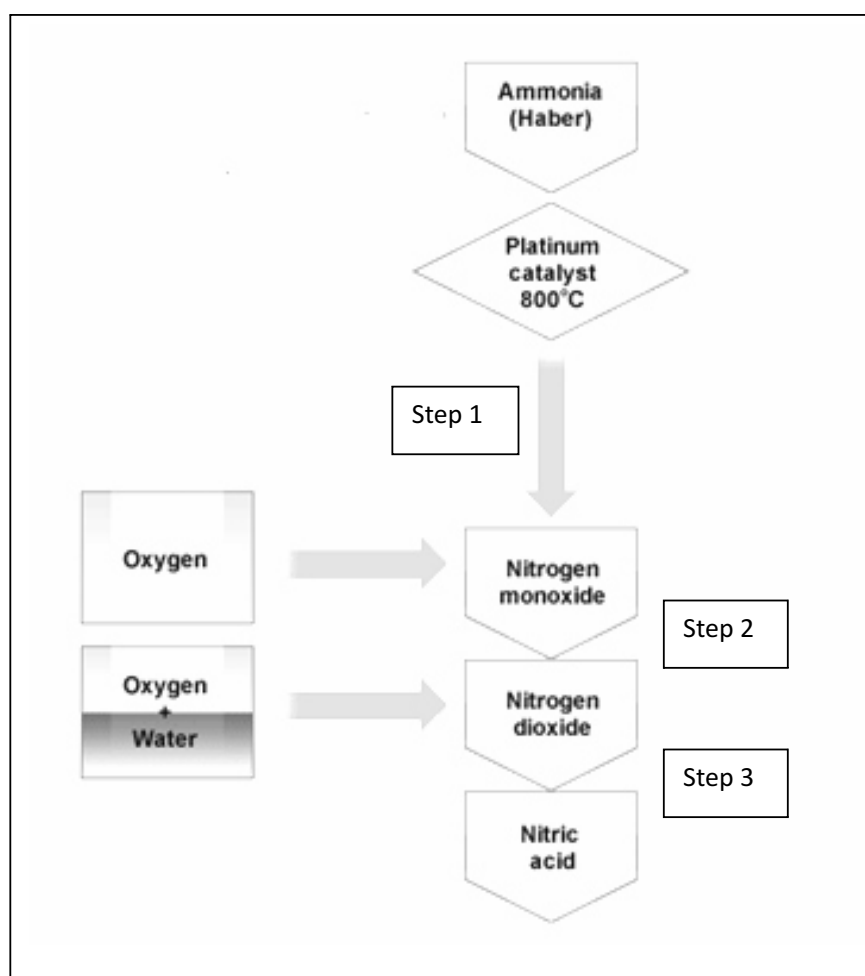 Ammonia
(Haber)
Platinum
catalyst
800°C
Step 1
Oxygen
Nitrogen
monoxide
Step 2
Oxygen
+
Water
Nitrogen
dioxide
Step 3
Nitric
acid